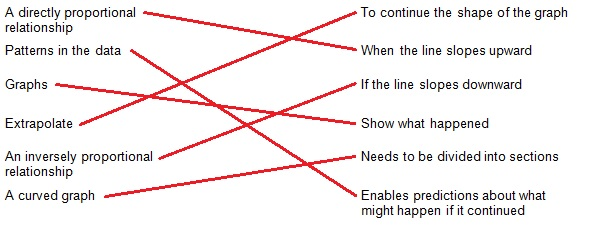 A directly proportional
relationship
Patterns in the data
Graphs
Extrapolate
An inversely proportional
relationship
A curved graph
To continue the shape of the graph
When the line slopes upward
If the line slopes downward
Show what happened
Needs to be divided into sections
Enables predictions about what
might happen if it continued